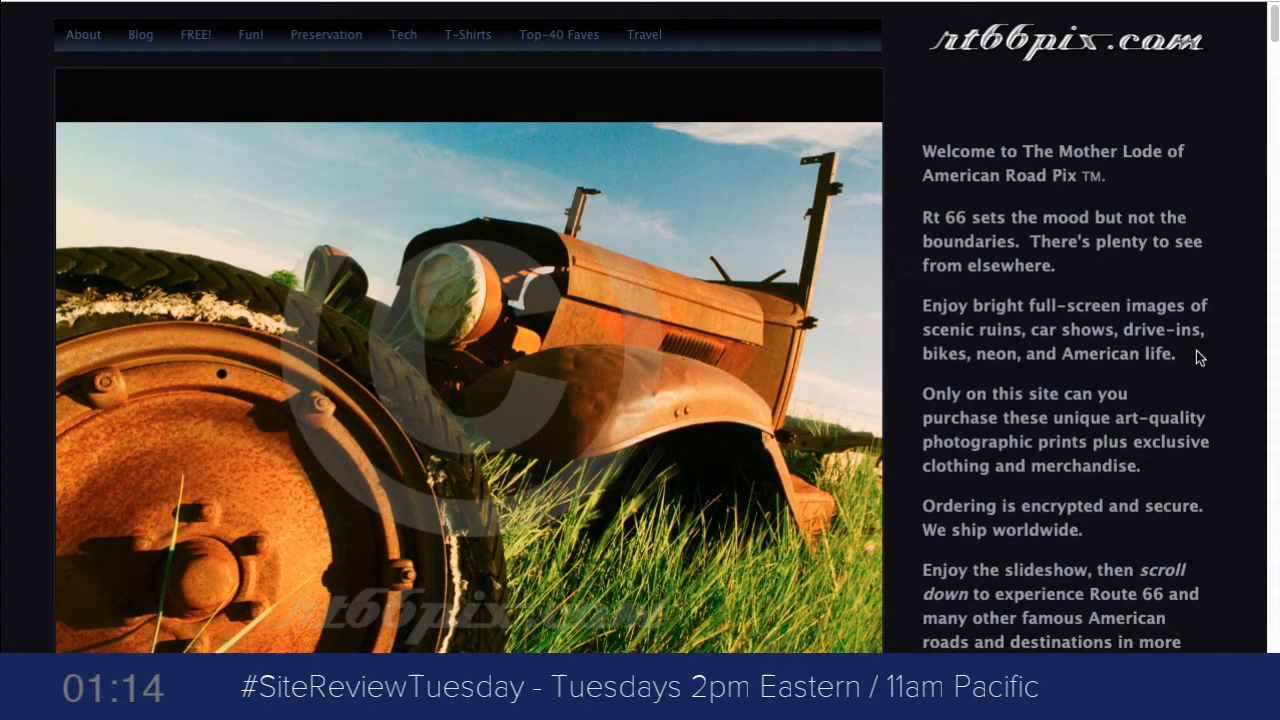 About Blog FREE! Fun! Preservation Tech T-Shirts Top-40 Faves Travel
rt66pix.com
Welcome to The Mother Lode of
American Road Pix TM.
Rt 66 sets the mood but not the
boundaries. There's plenty to see
from elsewhere.
Enjoy bright full-screen images of
scenic ruins, car shows, drive-ins,
bikes, neon, and American life.
Only on this site can you
purchase these unique art-quality
photographic prints plus exclusive
clothing and merchandise.
Ordering is encrypted and secure.
We ship worldwide.
Enjoy the slideshow, then scroll
down to experience Route 66 and
many other famous American
roads and destinations in more
©
rt66pix.com
01:14
#SiteReviewTuesday - Tuesdays 2pm Eastern / 11am Pacific